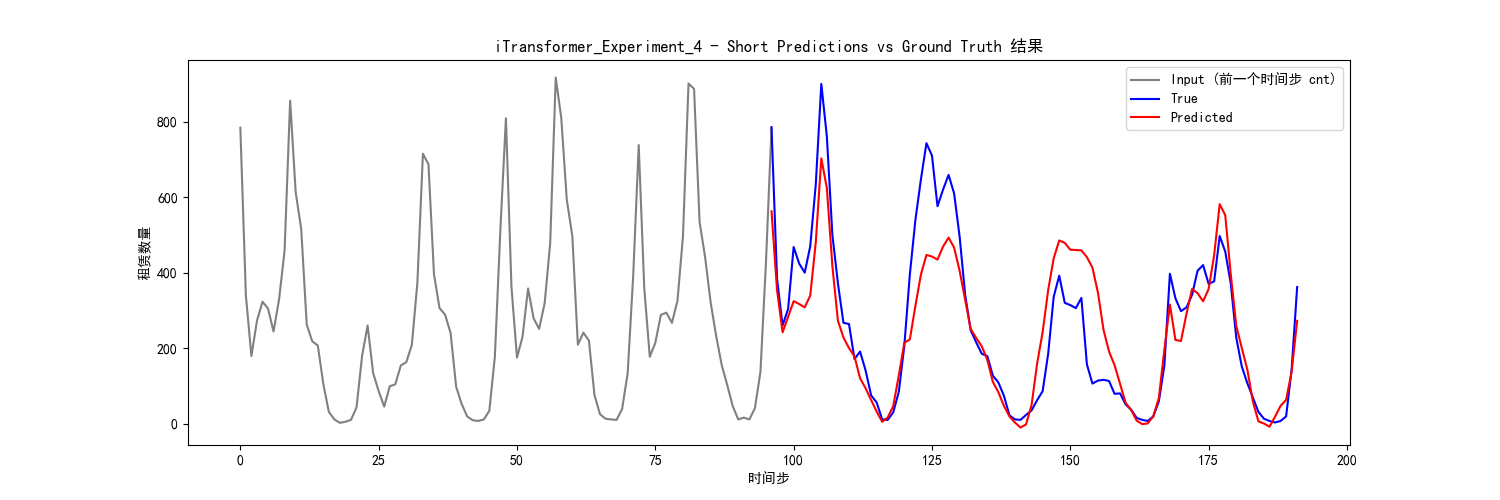 iTransformer_Experiment_4 - Short Predictions vs Ground Truth 结果
Input (前一个时间步 cnt)
True
Predicted
租赁数量
800
600
400
200
0
0
25
50
75
100
125
150
175
200
时间步